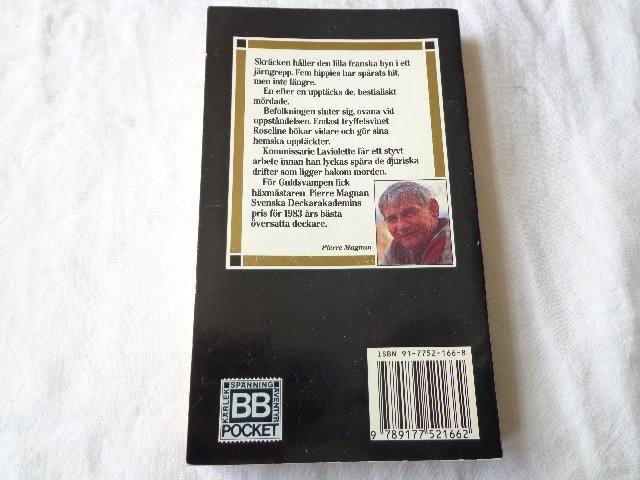 Skräcken håller den lilla franska byn i ett
järngrepp. Fem hippies har spårats hit,
men inte längre.
En efter en upptäcks de, bestialiskt
mördade.
Befolkningen sluter sig, ovana vid
uppståndelsen. Endast tryffelsvinet
Roseline bökar vidare och gör sina
hemska upptäckter.
Kommissarie Laviolette får ett styvt
arbete innan han lyckas spåra de djuriska
drifter som ligger bakom morden.
För Guldsvampen fick
häxmästaren Pierre Magnan
Svenska Deckarakademins
pris för 1983 års bästa
översatta deckare.
Pierre Magnan
ISBN 91-7752-166-8
9 789177 521662
KÄRLEK
SPÄNNING
ÄVENTYR
BB
POCKET